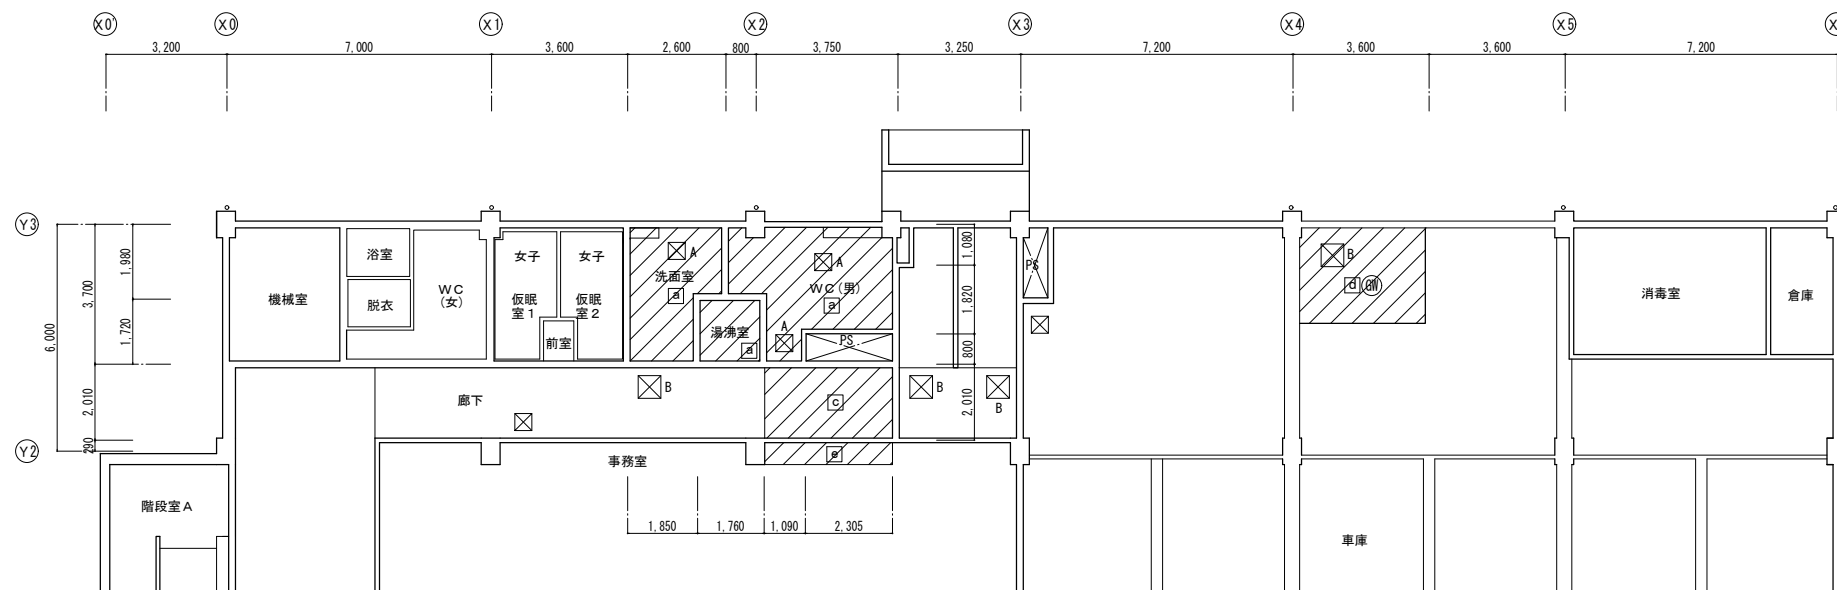 X0' X0 X1 X2 X3 X4 X5
3,200 7,000 3,600 2,600 800 3,750 3,250 7,200 3,600 3,600 7,200
Y3
Y2
6,000
3,700
2,010
290
1,980
1,720
機械室
浴室
脱衣
WC
(女)
女子
仮眠
室1
女子
仮眠
室2
前室
A
洗面室
a
湯沸室
a
A
WC(男)
a
A
PS
1,080
1,820
800
2,010
PS
B
d GW
消毒室
倉庫
廊下
B
c
B
B
事務室
e
階段室A
1,850 1,760 1,090 2,305
車庫